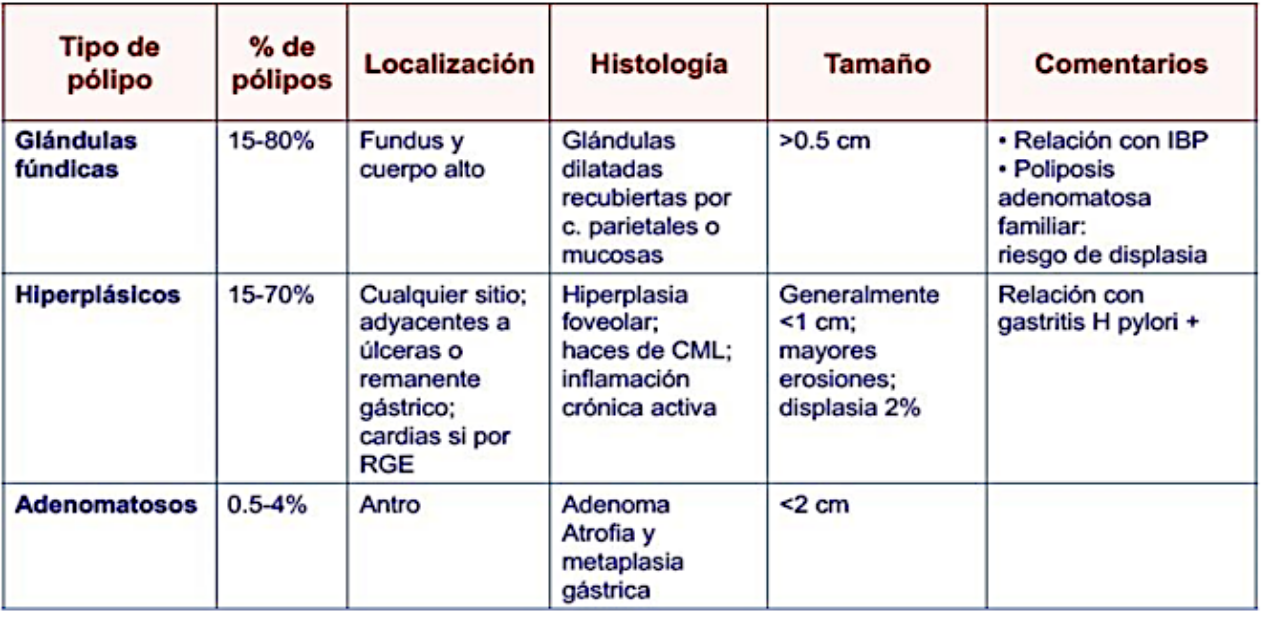 Tipo de
pólipo
% de
pólipos
Localización
Histología
Tamaño
Comentarios
Glándulas
fúndicas
15-80%
Fundus y
cuerpo alto
Glándulas
dilatadas
recubiertas por
c. parietales o
mucosas
>0.5 cm
• Relación con IBP
• Poliposis
adenomatosa
familiar:
riesgo de displasia
Hiperplásicos
15-70%
Cualquier sitio;
adyacentes a
úlceras o
remanente
gástrico;
cardias si por
RGE
Hiperplasia
foveolar;
haces de CML;
inflamación
crónica activa
Generalmente
<1 cm;
mayores
erosiones;
displasia 2%
Relación con
gastritis H pylori +
Adenomatosos
0.5-4%
Antro
Adenoma
Atrofia y
metaplasia
gástrica
<2 cm